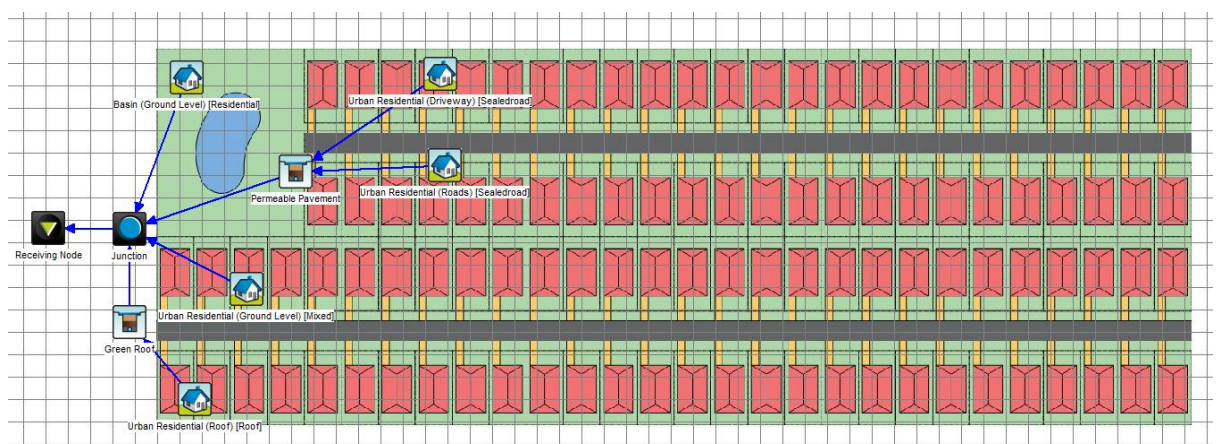 Basin (Ground Level) [Residential]
Urban Residential (Driveway) [Sealedroad]
Urban Residential (Roads) [Sealedroad]
Permeable Pavement
Receiving Node
Junction
Urban Residential (Ground Level) [Mixed]
Green Roof
Urban Residential (Roof) [Roof]